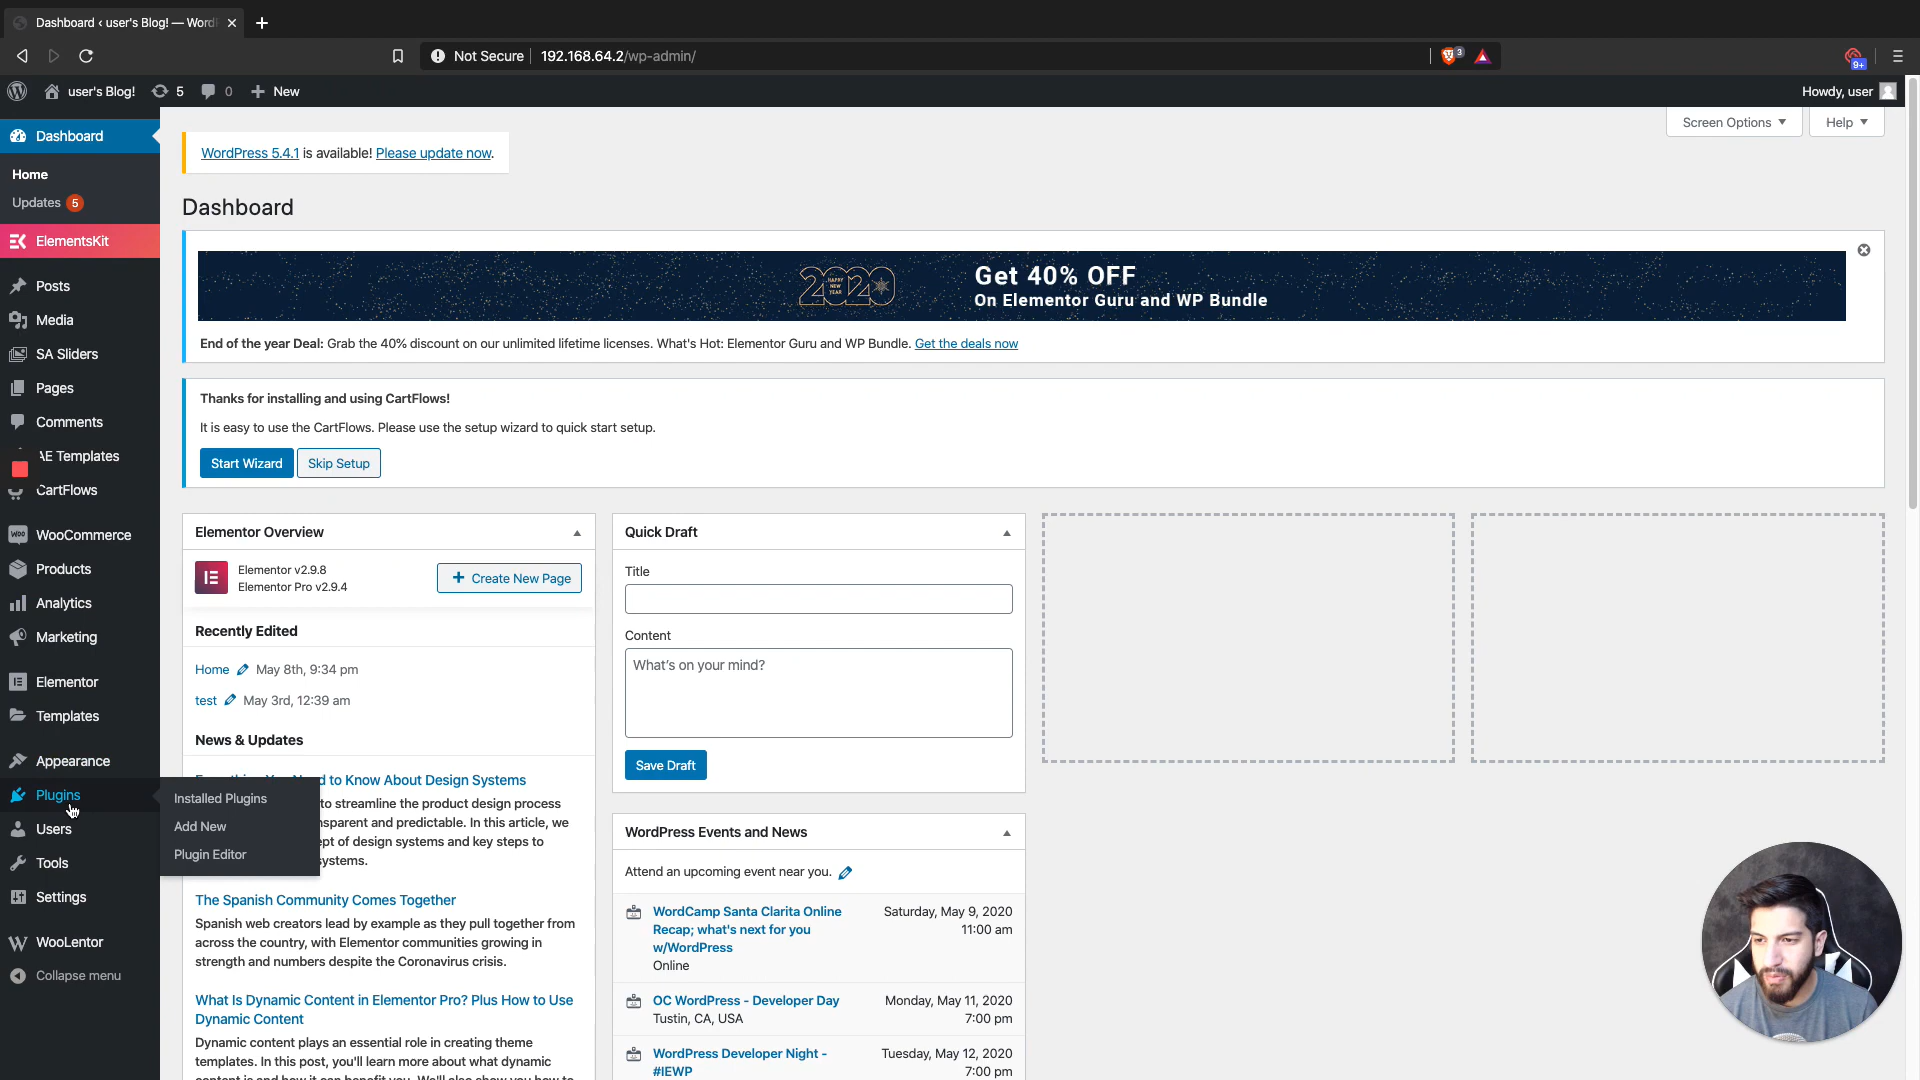 Dashboard ‹ user's Blog! — Word
Not Secure
192.168.64.2/wp-admin/
3
9+
user's Blog!
5
0
New
Howdy, user
Dashboard
Home
Updates 5
ElementsKit
Posts
Media
SA Sliders
Pages
Comments
AE Templates
CartFlows
WooCommerce
Products
Analytics
Marketing
Elementor
Templates
Appearance
Plugins
Users
Tools
Settings
WooLentor
Collapse menu
Installed Plugins
Add New
Plugin Editor
Screen Options
Help
WordPress 5.4.1 is available! Please update now.
Dashboard
HAPPY NEW YEAR
2020
Get 40% OFF
On Elementor Guru and WP Bundle
End of the year Deal: Grab the 40% discount on our unlimited lifetime licenses. What's Hot: Elementor Guru and WP Bundle. Get the deals now
Thanks for installing and using CartFlows!
It is easy to use the CartFlows. Please use the setup wizard to quick start setup.
Start Wizard
Skip Setup
Elementor Overview
Elementor v2.9.8
Elementor Pro v2.9.4
Create New Page
Recently Edited
Home May 8th, 9:34 pm
test May 3rd, 12:39 am
News & Updates
to Know About Design Systems
to streamline the product design process
and predictable. In this article, we
of design systems and key steps to
The Spanish Community Comes Together
Spanish web creators lead by example as they pull together from
across the country, with Elementor communities growing in
strength and numbers despite the Coronavirus crisis.
What Is Dynamic Content in Elementor Pro? Plus How to Use
Dynamic Content
Dynamic content plays an essential role in creating theme
templates. In this post, you'll learn more about what dynamic
Quick Draft
Title
Content
What's on your mind?
Save Draft
WordPress Events and News
Attend an upcoming event near you.
WordCamp Santa Clarita Online
Recap; what's next for you
w/WordPress
Online
Saturday, May 9, 2020
11:00 am
OC WordPress - Developer Day
Tustin, CA, USA
Monday, May 11, 2020
7:00 pm
WordPress Developer Night -
#IEWP
Tuesday, May 12, 2020
7:00 pm